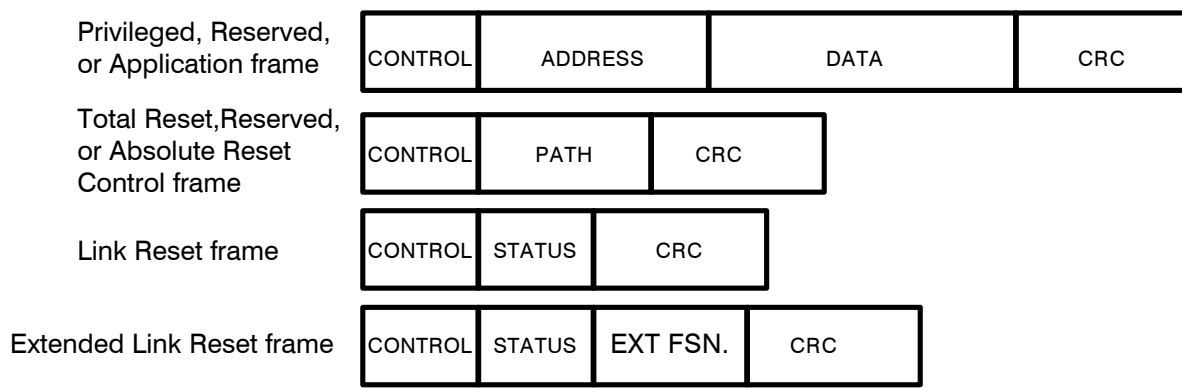 Privileged, Reserved,
or Application frame
CONTROL ADDRESS DATA CRC
Total Reset,Reserved,
or Absolute Reset
Control frame
CONTROL PATH CRC
Link Reset frame
CONTROL STATUS CRC
Extended Link Reset frame
CONTROL STATUS EXT FSN. CRC